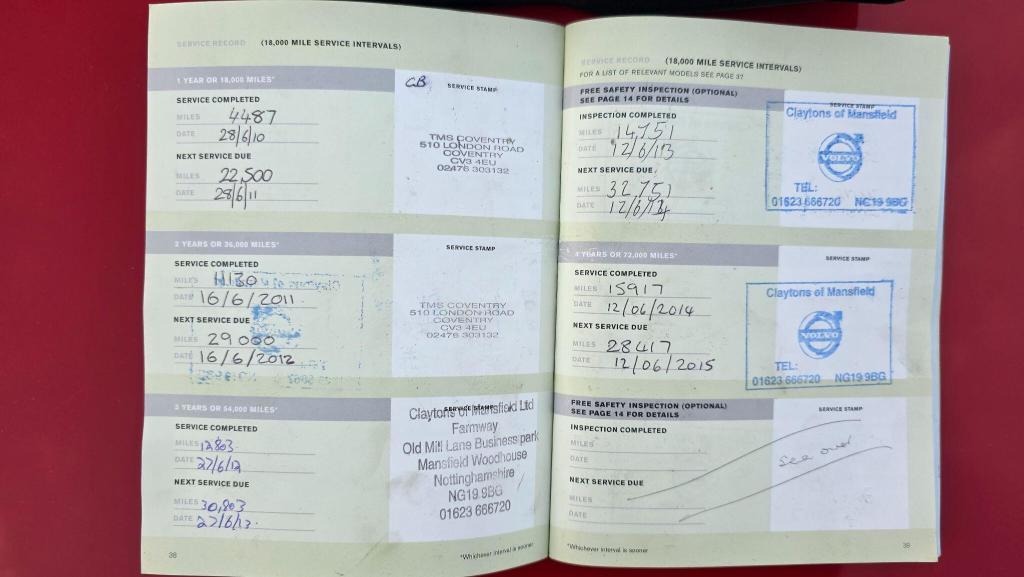 SERVICE RECORD (18,000 MILE SERVICE INTERVALS)
1 YEAR OR 18,000 MILES*
SERVICE COMPLETED
MILES 4487
DATE 28/6/10
NEXT SERVICE DUE
MILES 22,500
DATE 28/6/11
GB
SERVICE STAMP
TMS COVENTRY
510 LONDON ROAD
COVENTRY
CV3 4EU
02476 303132
2 YEARS OR 36,000 MILES*
SERVICE COMPLETED
MILES 11130
DATE 16/6/2011
NEXT SERVICE DUE
MILES 29000
DATE 16/6/2012
SERVICE STAMP
TMS COVENTRY
510 LONDON ROAD
COVENTRY
CV3 4EU
02476 303132
3 YEARS OR 54,000 MILES*
SERVICE COMPLETED
MILES 12803
DATE 27/6/12
NEXT SERVICE DUE
MILES 30,803
DATE 27/6/13
SERVICE STAMP
Claytons of Mansfield Ltd
Farmway
Old Mill Lane Business park
Mansfield Woodhouse
Nottinghamshire
NG19 9BG
01623 666720
38
*Whichever interval is sooner
SERVICE RECORD (18,000 MILE SERVICE INTERVALS)
FOR A LIST OF RELEVANT MODELS SEE PAGE 37
FREE SAFETY INSPECTION (OPTIONAL)
SEE PAGE 14 FOR DETAILS
INSPECTION COMPLETED
MILES 14,751
DATE 12/6/13
NEXT SERVICE DUE
MILES 32,751
DATE 12/6/14
SERVICE STAMP
Claytons of Mansfield
VOLVO
TEL:
01623 666720 NG19 9BG
4 YEARS OR 72,000 MILES*
SERVICE COMPLETED
MILES 15917
DATE 12/06/2014
NEXT SERVICE DUE
MILES 28417
DATE 12/06/2015
SERVICE STAMP
Claytons of Mansfield
VOLVO
TEL:
01623 666720 NG19 9BG
FREE SAFETY INSPECTION (OPTIONAL)
SEE PAGE 14 FOR DETAILS
INSPECTION COMPLETED
MILES
DATE
NEXT SERVICE DUE
MILES
DATE
SERVICE STAMP
See over
*Whichever interval is sooner
39